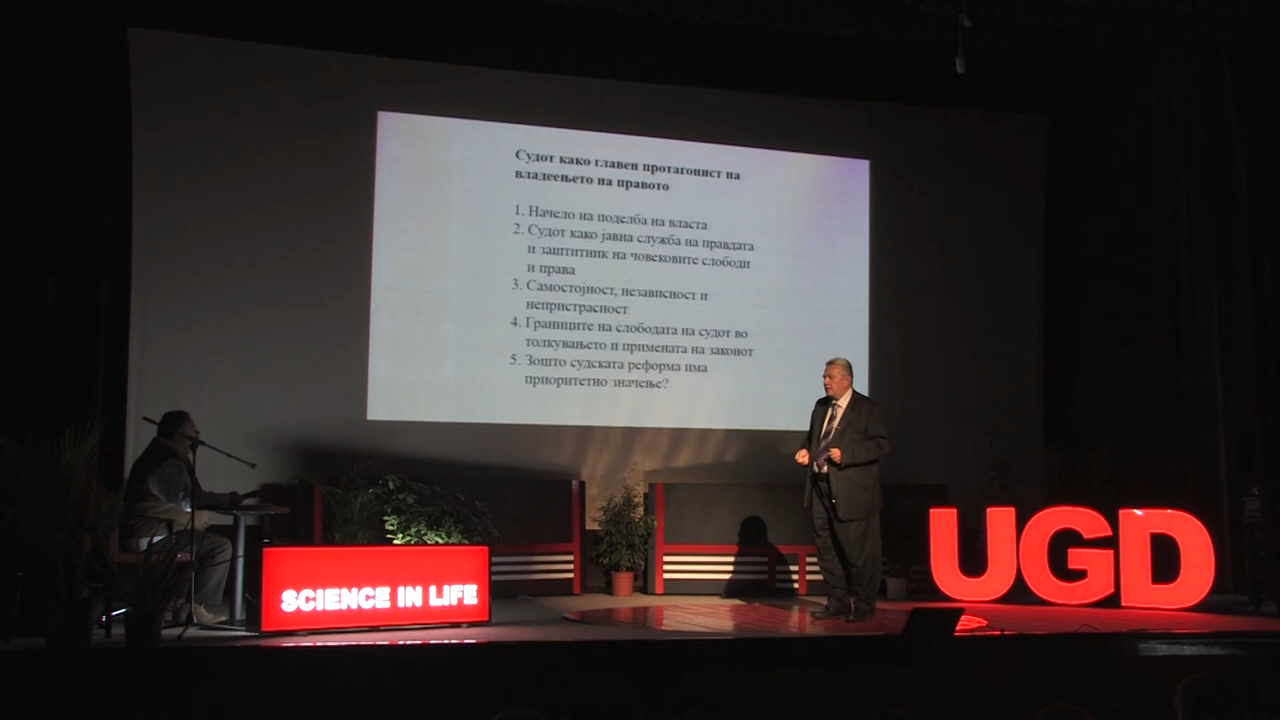 Судот како главен протагонист на
владеењето на правото
1. Начело на поделба на власта
2. Судот како јавна служба на правдата
и заштитник на човековите слободи
и права
3. Самостојност, независност и
непристрасност
4. Границите на слободата на судот во
толкувањето и примената на законот
5. Зошто судската реформа има
приоритетно значење?
SCIENCE IN LIFE
UGD